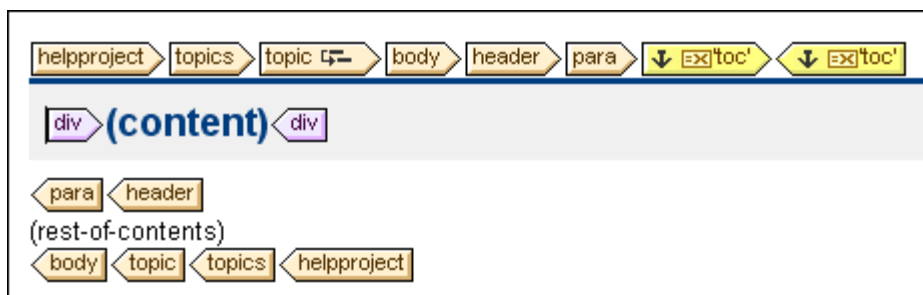 helpproject topics topic body header para 'toc' 'toc'
div (content) div
para header
(rest-of-contents)
body topic topics helpproject